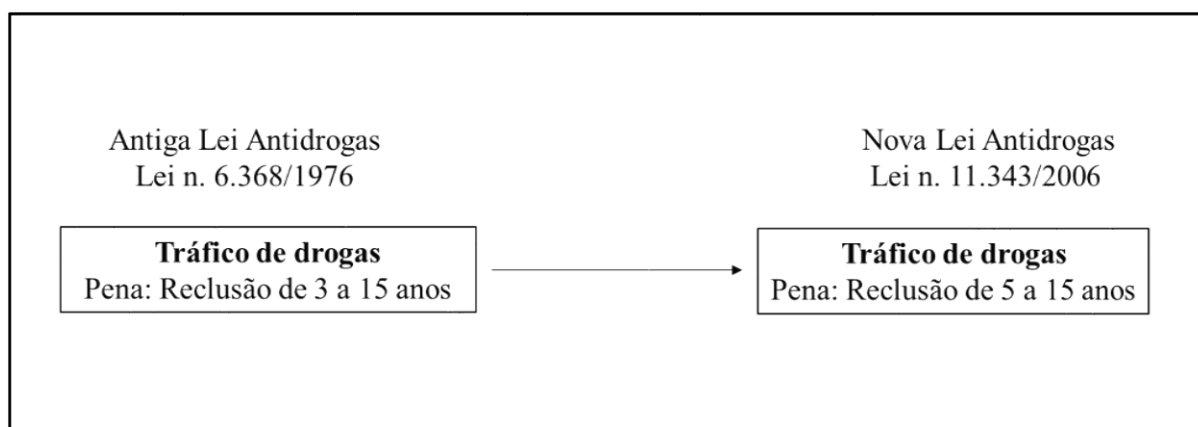 Antiga Lei Antidrogas
Lei n. 6.368/1976
Tráfico de drogas
Pena: Reclusão de 3 a 15 anos
Nova Lei Antidrogas
Lei n. 11.343/2006
Tráfico de drogas
Pena: Reclusão de 5 a 15 anos